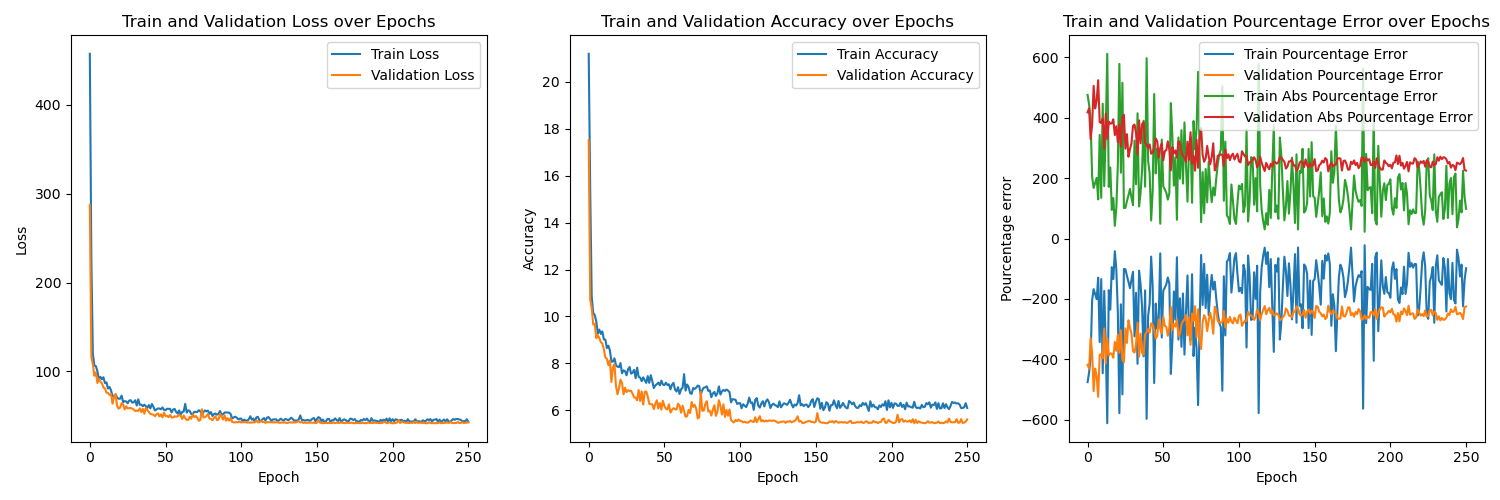 Train and Validation Loss over Epochs
Train Loss
Validation Loss
Loss
400
300
200
100
0
50
100
150
200
250
Epoch
Train and Validation Accuracy over Epochs
Train Accuracy
Validation Accuracy
Accuracy
20
18
16
14
12
10
8
6
0
50
100
150
200
250
Epoch
Train and Validation Pourcentage Error over Epochs
Train Pourcentage Error
Validation Pourcentage Error
Train Abs Pourcentage Error
Validation Abs Pourcentage Error
Pourcentage error
600
400
200
0
−200
−400
−600
0
50
100
150
200
250
Epoch